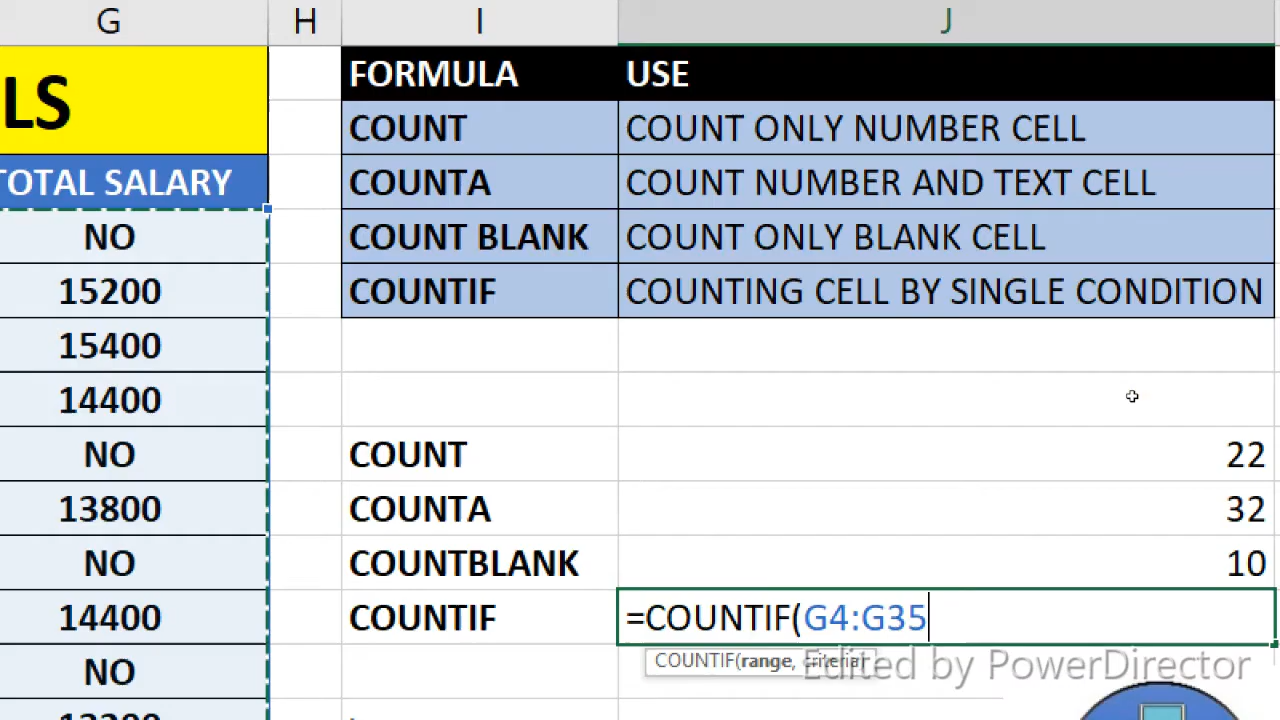 G H I J
LS
TOTAL SALARY
NO
15200
15400
14400
NO
13800
NO
14400
NO
FORMULA USE
COUNT COUNT ONLY NUMBER CELL
COUNTA COUNT NUMBER AND TEXT CELL
COUNT BLANK COUNT ONLY BLANK CELL
COUNTIF COUNTING CELL BY SINGLE CONDITION
COUNT 22
COUNTA 32
COUNTBLANK 10
COUNTIF =COUNTIF(G4:G35
COUNTIF(range, criteria)
Edited by PowerDirector